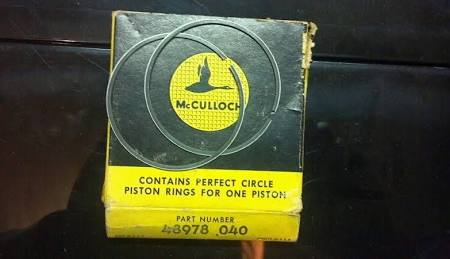 McCULLOCH
CONTAINS PERFECT CIRCLE
PISTON RINGS FOR ONE PISTON
PART NUMBER
48978 .040